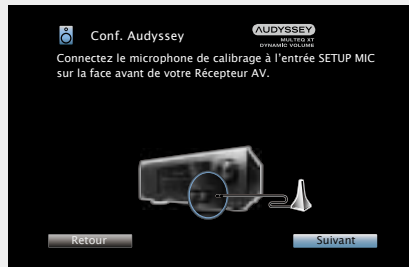 Conf. Audyssey
AUDYSSEY
MULTEQ XT
DYNAMIC VOLUME
Connectez le microphone de calibrage à l'entrée SETUP MIC
sur la face avant de votre Récepteur AV.
Retour
Suivant